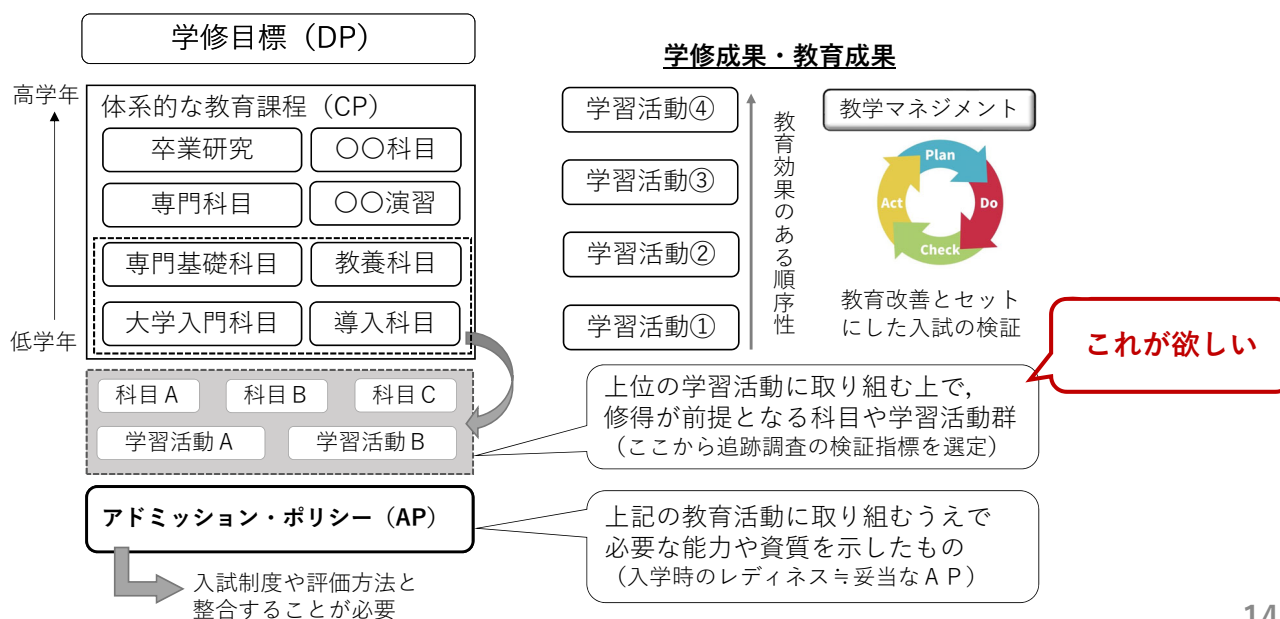 学修目標（DP）
高学年
低学年
体系的な教育課程（CP）
卒業研究
〇〇科目
専門科目
〇〇演習
専門基礎科目
教養科目
大学入門科目
導入科目
科目A
科目B
科目C
学習活動A
学習活動B
アドミッション・ポリシー（AP）
入試制度や評価方法と
整合することが必要
学修成果・教育成果
学習活動④
学習活動③
学習活動②
学習活動①
教育効果のある順序性
教学マネジメント
Plan
Do
Check
Act
教育改善とセット
にした入試の検証
これが欲しい
上位の学習活動に取り組む上で，
修得が前提となる科目や学習活動群
（ここから追跡調査の検証指標を選定）
上記の教育活動に取り組むうえで
必要な能力や資質を示したもの
（入学時のレディネス≒妥当なＡＰ）
14